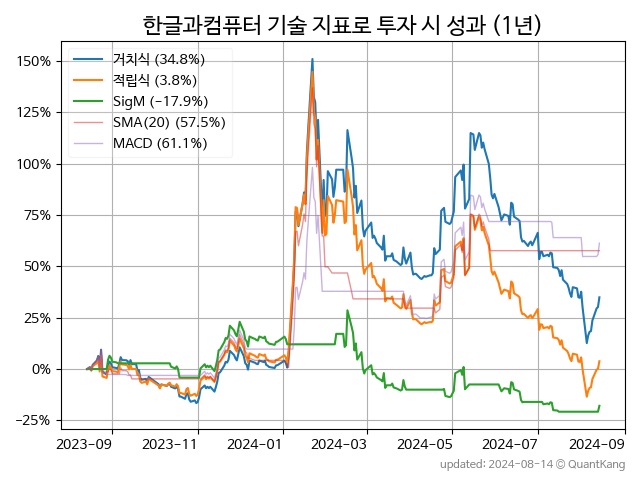 한글과컴퓨터 기술 지표로 투자 시 성과 (1년)
150%
125%
100%
75%
50%
25%
0%
−25%
거치식 (34.8%)
적립식 (3.8%)
SigM (-17.9%)
SMA(20) (57.5%)
MACD (61.1%)
2023-09 2023-11 2024-01 2024-03 2024-05 2024-07 2024-09
updated: 2024-08-14 © QuantKang